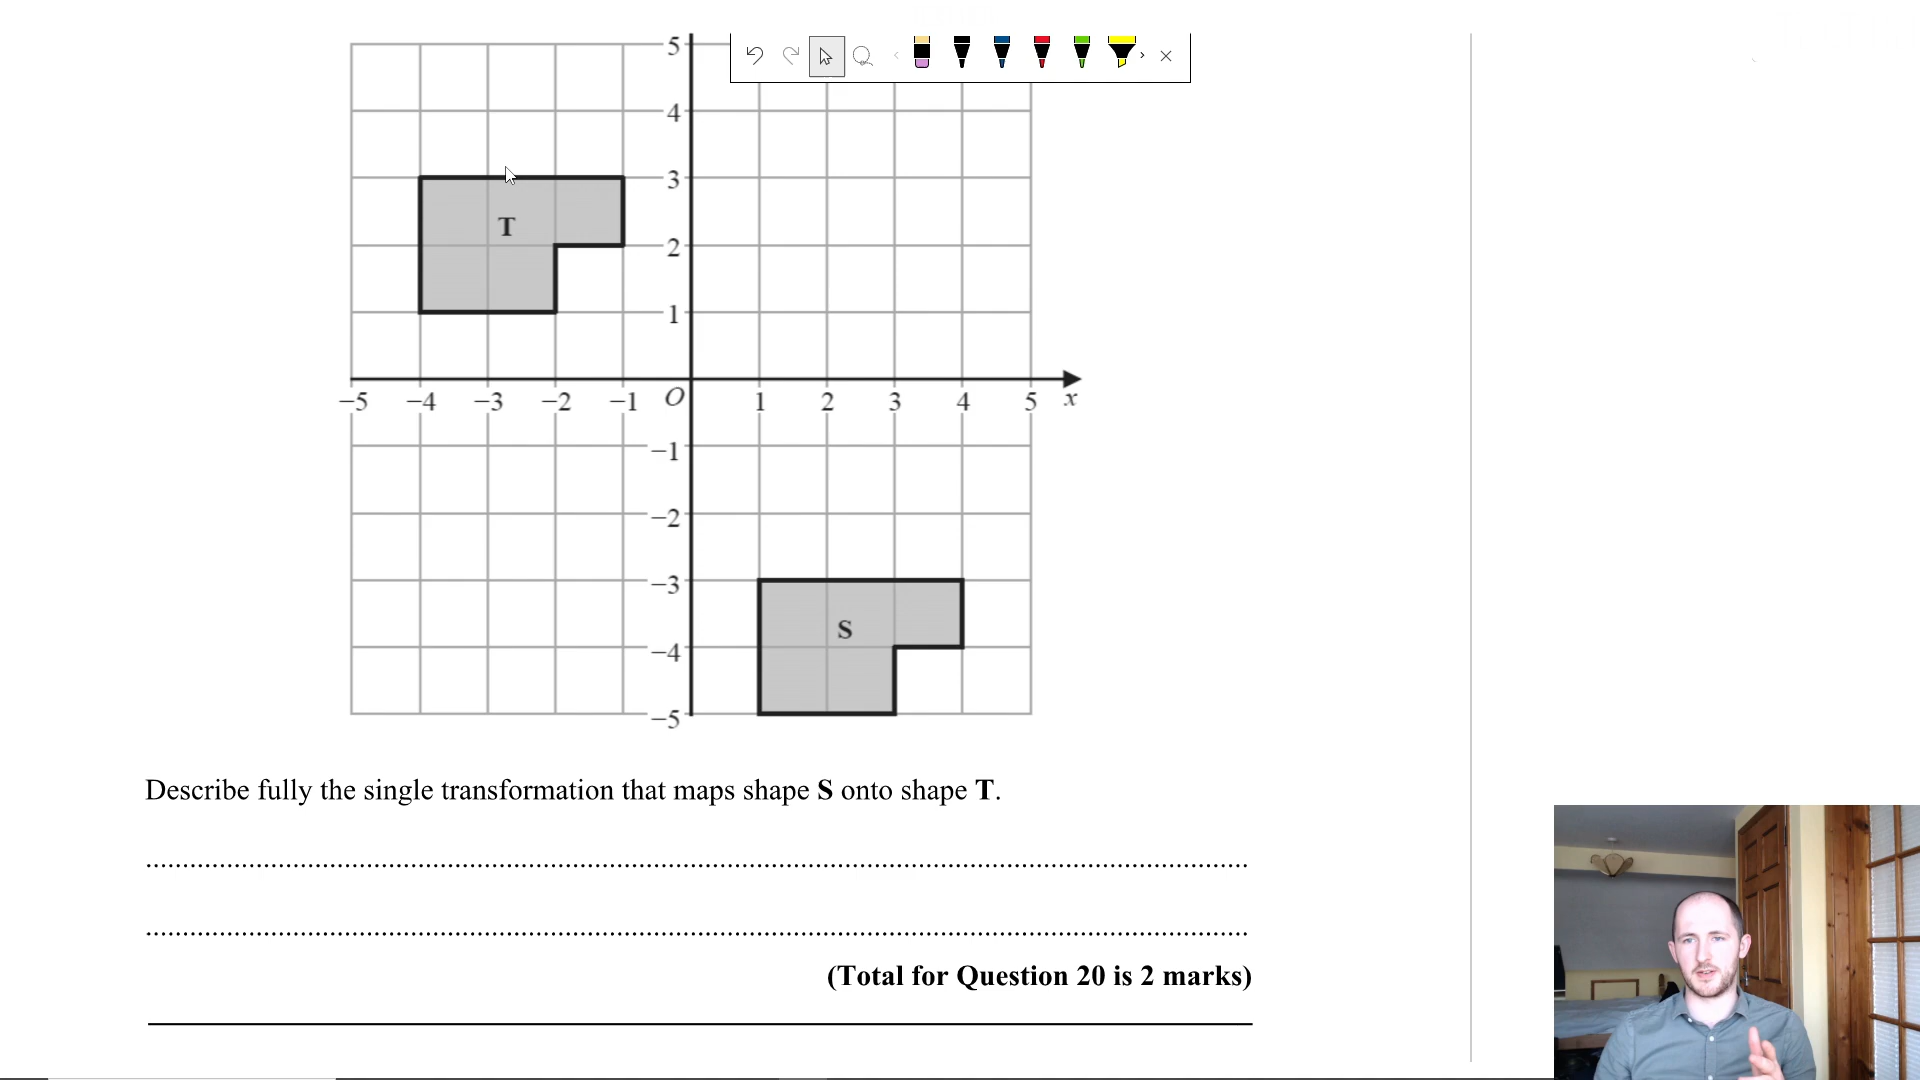 5
4
3
T
2
1
−5 −4 −3 −2 −1 O 1 2 3 4 5 x
−1
−2
−3
S
−4
−5
Describe fully the single transformation that maps shape S onto shape T.
(Total for Question 20 is 2 marks)